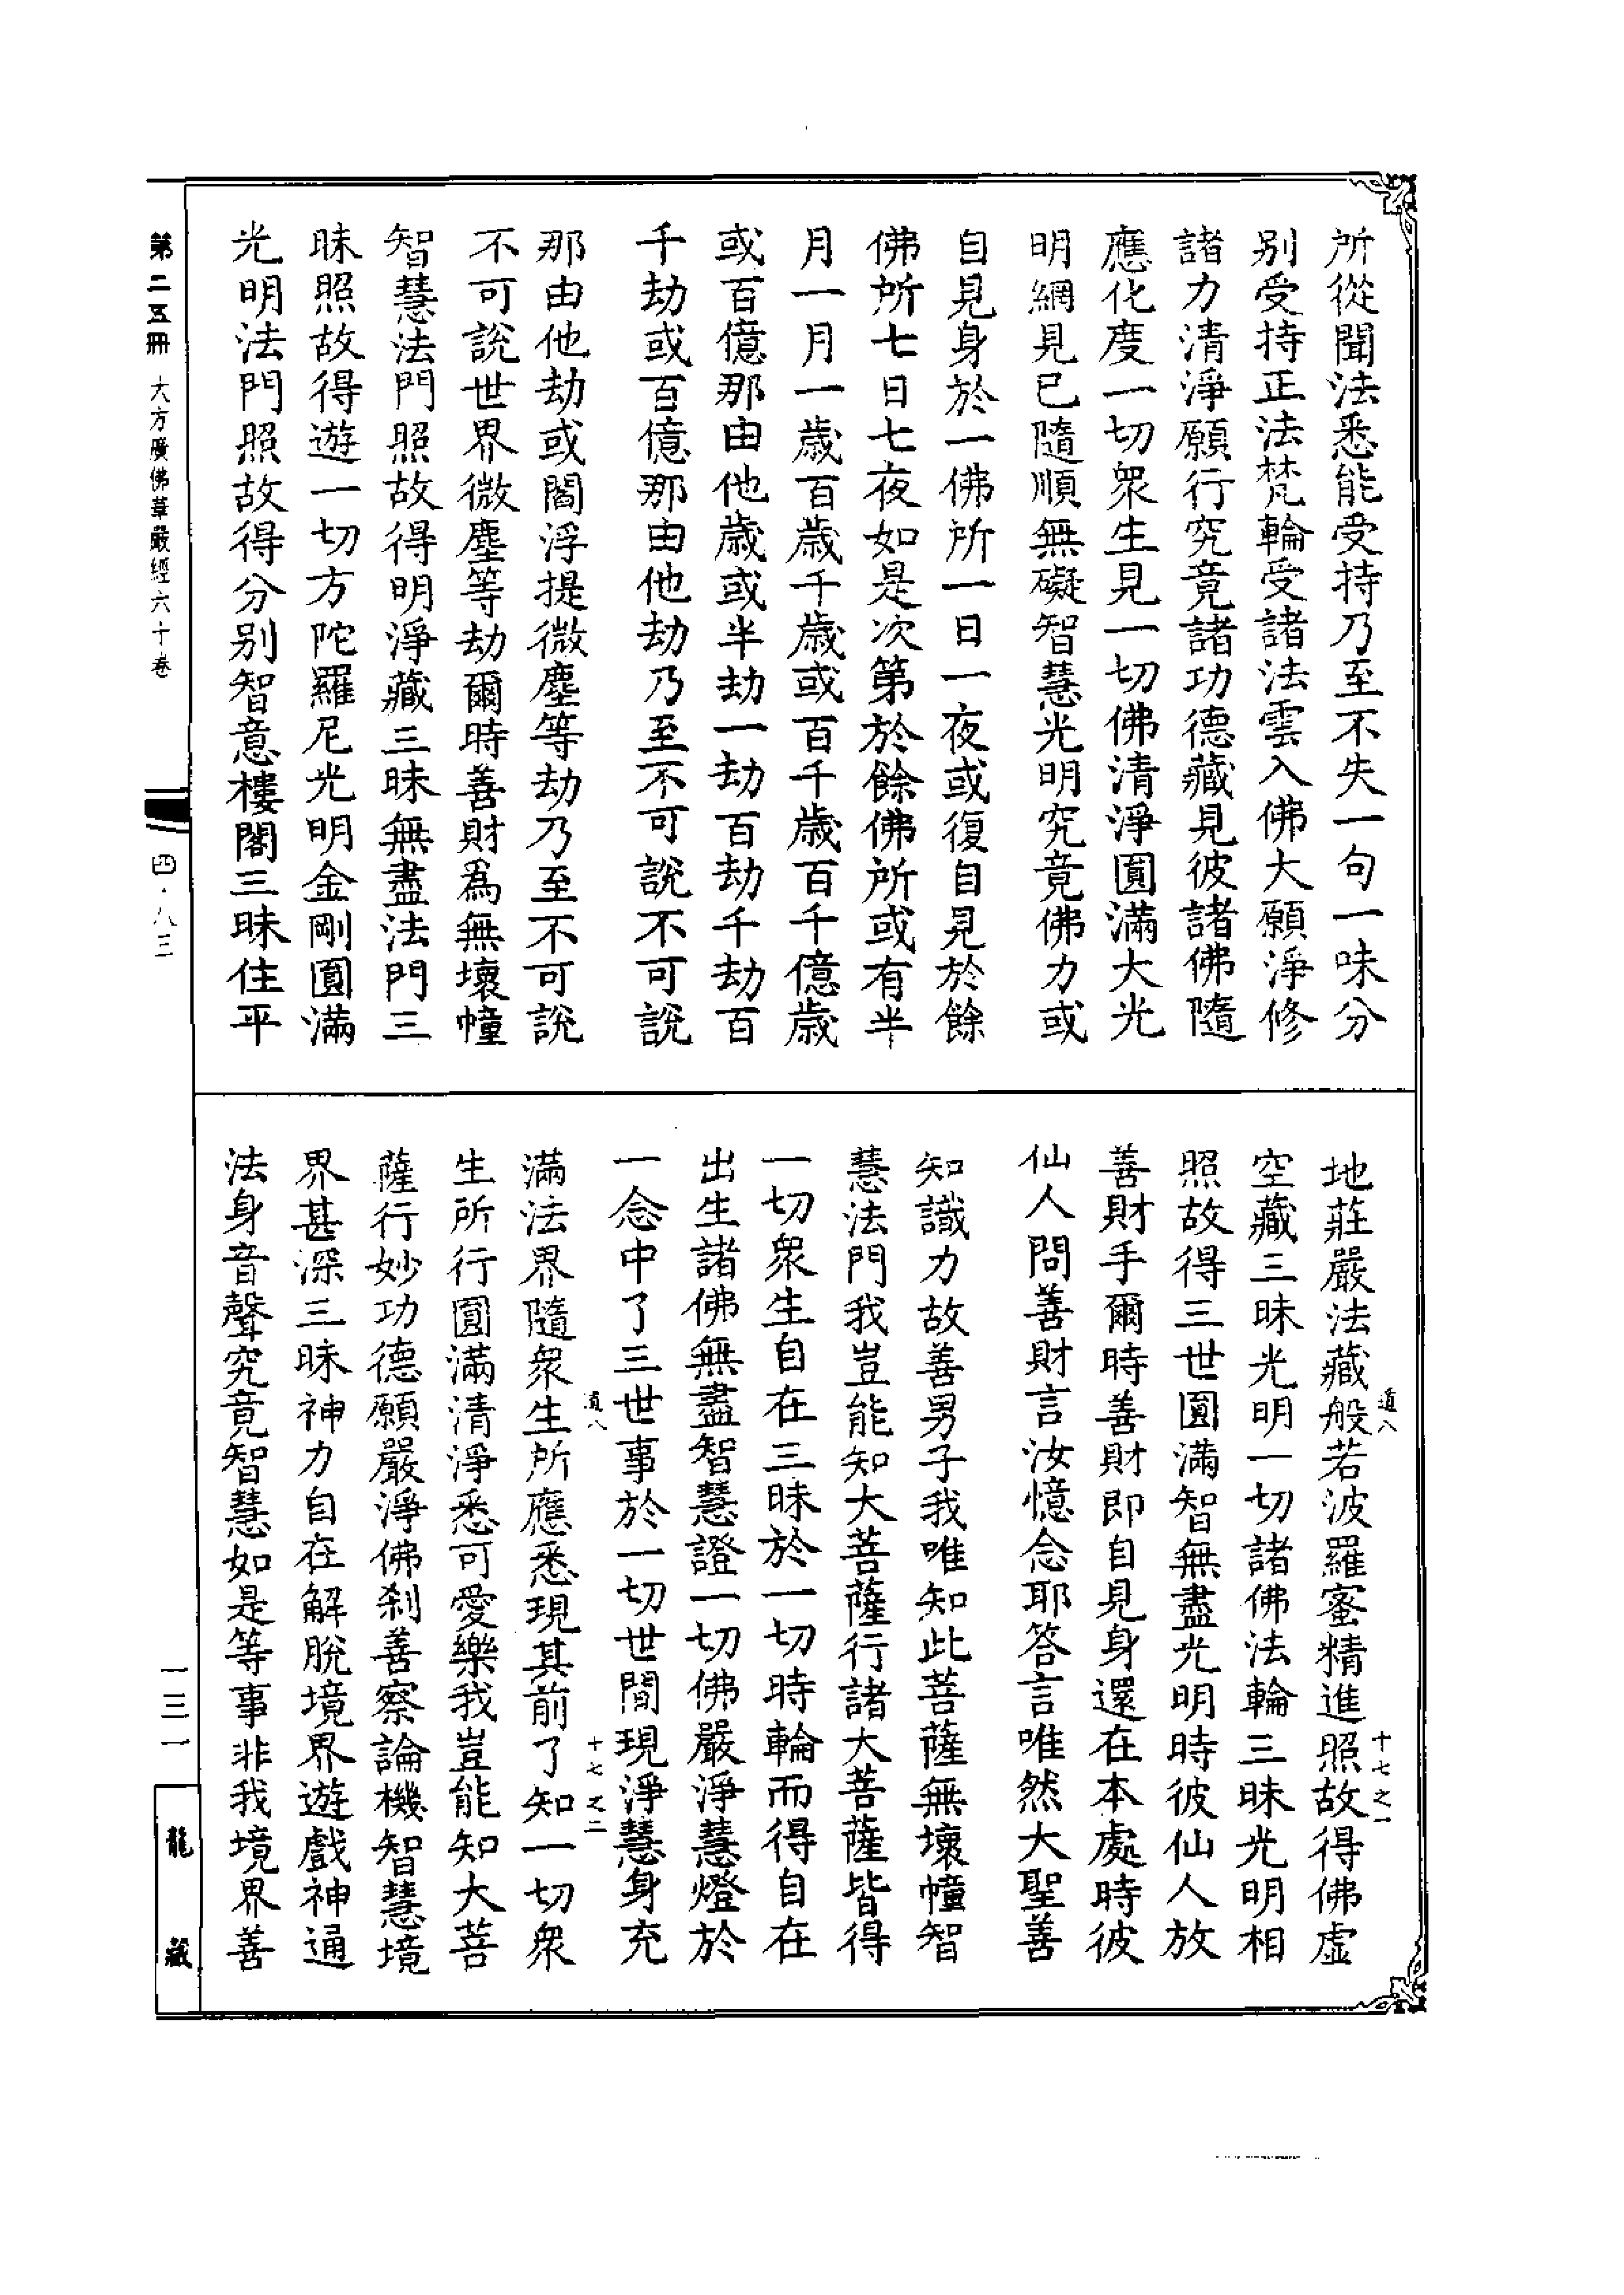 所從聞法悉能受持乃至不失一句一味分
别受持正法梵輪受諸法雲入佛大願淨修
諸力清淨願行究竟諸功德藏見彼諸佛隨
應化度一切眾生見一切佛清淨圓滿大光
明網見已隨順無礙智慧光明究竟佛力或
自見身於一佛所一日一夜或復自見於餘
佛所七日七夜如是次第於餘佛所或有半
月一月一歲百歲千歲或百千歲百千億歲
或百億那由他歲或半劫一劫百劫千劫百
千劫或百億那由他劫乃至不可說不可說
那由他劫或閻浮提微塵等劫乃至不可說
不可說世界微塵等劫爾時善財為無壞幢
智慧法門照故得明淨藏三昧無盡法門三
昧照故得遊一切方陀羅尼光明金剛圓滿
光明法門照故得分别智意樓閣三昧住平
地莊嚴法藏般若波羅蜜精進照故得佛虛
空藏三昧光明一切諸佛法輪三昧光明相
照故得三世圓滿智無盡光明時彼仙人放
善財手爾時善財即自見身還在本處時彼
仙人問善財言汝憶念耶答言唯然大聖善
知識力故善男子我唯知此菩薩無壞幢智
慧法門我豈能知大菩薩行諸大菩薩皆得
一切眾生自在三昧於一切時輪而得自在
出生諸佛無盡智慧證一切佛嚴淨慧燈於
一念中了三世事於一切世間現淨慧身充
滿法界隨眾生所應悉現其前了知一切眾
生所行圓滿清淨悉可愛樂我豈能知大菩
薩行妙功德願嚴淨佛剎善察論機智慧境
界甚深三昧神力自在解脫境界遊戲神通
法身音聲究竟智慧如是等事非我境界善
道八
十七之一
道八
十七之二
第二五冊 大方廣佛華嚴經六十卷
四·八三
一三一
龍藏